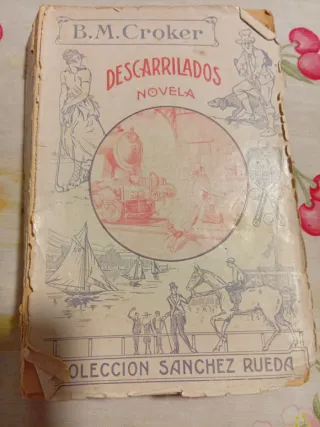 B.M.Croker
DESCARRILADOS
NOVELA
COLECCION SANCHEZ RUEDA